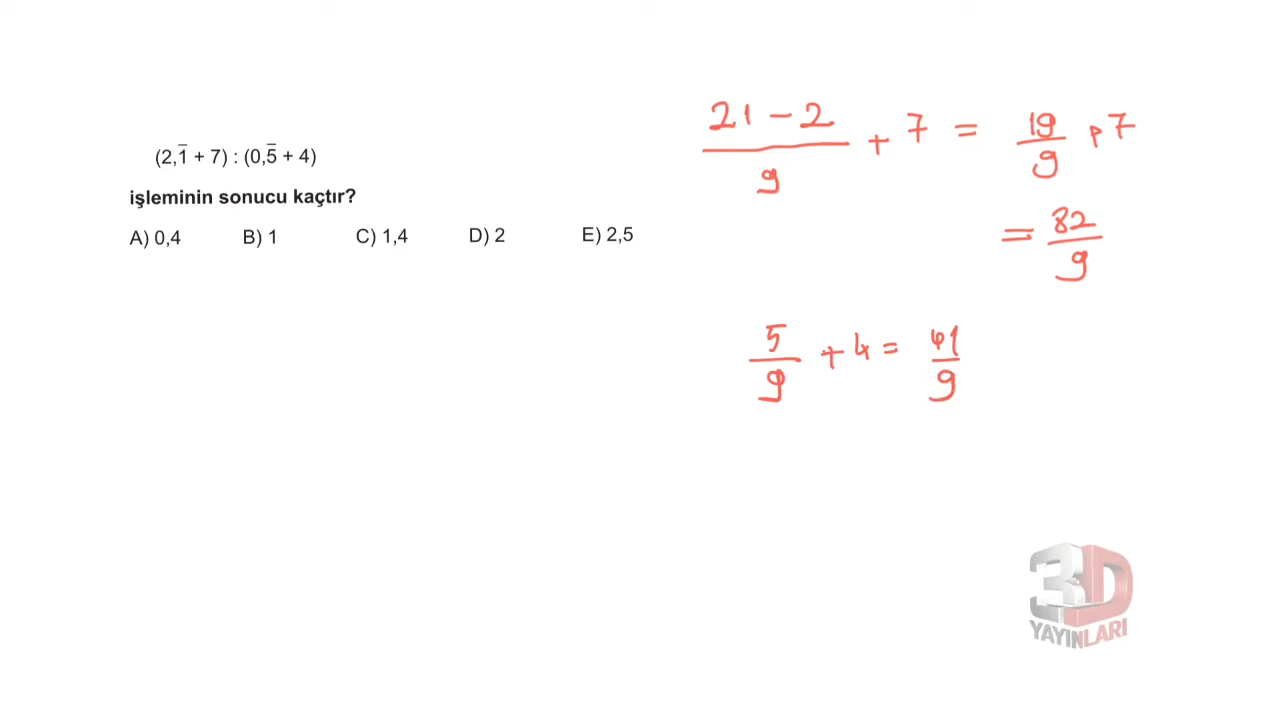 (2,1̅ + 7) : (0,5̅ + 4)
işleminin sonucu kaçtır?
A) 0,4 B) 1 C) 1,4 D) 2 E) 2,5
21 - 2
9
+ 7 =
19
9
+ 7
=
82
9
5
9
+ 4 =
41
9
3D
YAYINLARI